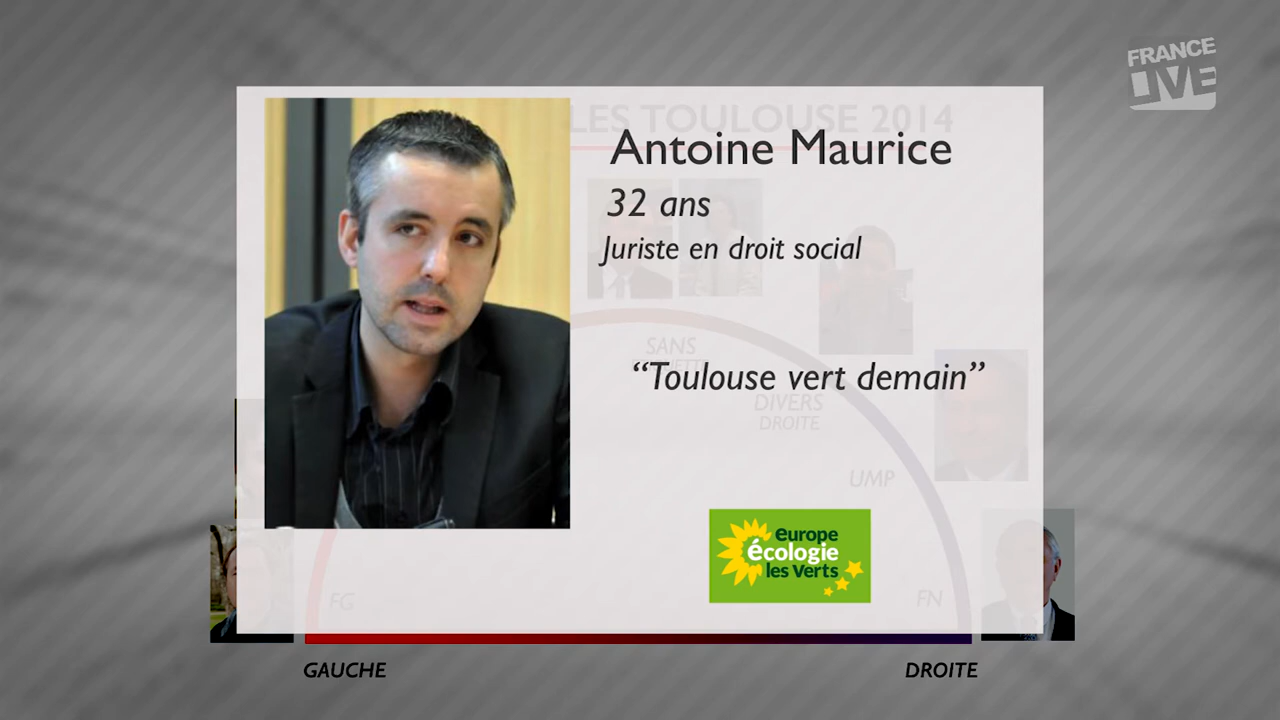 FRANCE
LIVE
LES TOULOUSE 2014
Antoine Maurice
32 ans
Juriste en droit social
SANS
“Toulouse vert demain”
DIVERS
DROITE
UMP
europe
écologie
les Verts
FG
FN
GAUCHE
DROITE